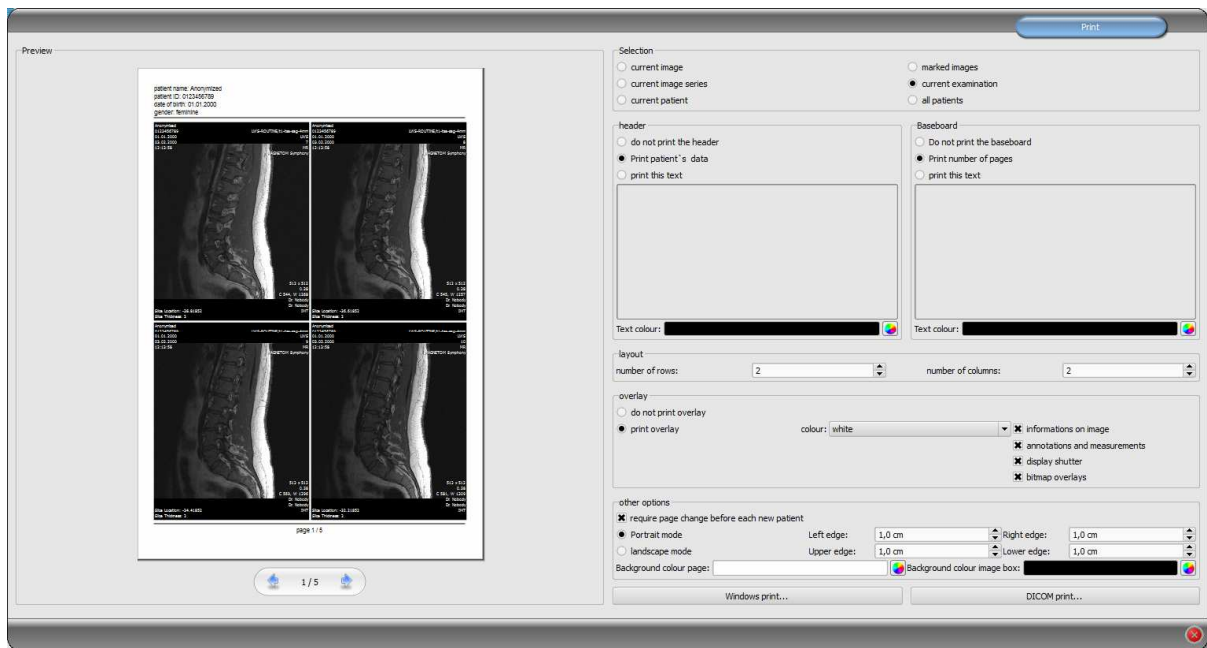 Print
Preview
patient name: Anonymized
patient ID: 0123456789
date of birth: 01.01.2000
gender: feminine
page 1 / 5
1 / 5
Selection
current image
marked images
current image series
current examination
current patient
all patients
header
do not print the header
Print patient`s data
print this text
Text colour:
Baseboard
Do not print the baseboard
Print number of pages
print this text
Text colour:
layout
number of rows: 2
number of columns: 2
overlay
do not print overlay
print overlay
colour: white
informations on image
annotations and measurements
display shutter
bitmap overlays
other options
require page change before each new patient
Portrait mode
Left edge: 1,0 cm
Right edge: 1,0 cm
landscape mode
Upper edge: 1,0 cm
Lower edge: 1,0 cm
Background colour page:
Background colour image box:
Windows print...
DICOM print...